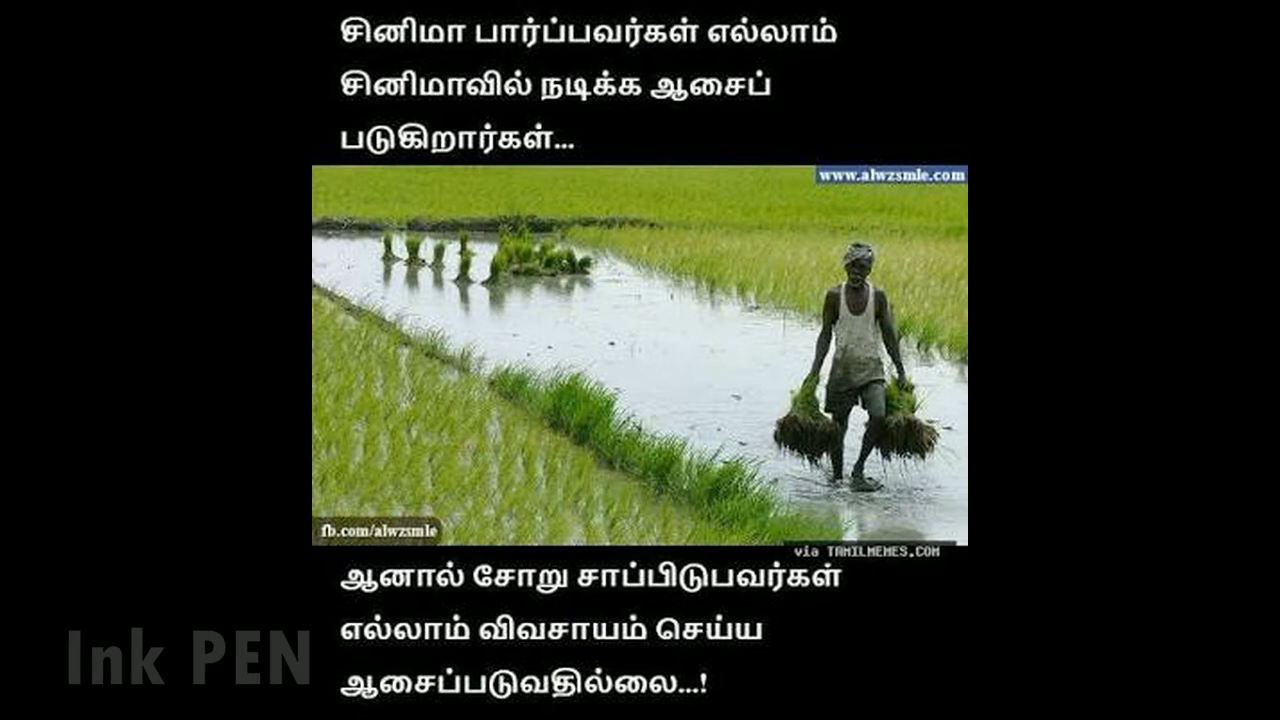 சினிமா பார்ப்பவர்கள் எல்லாம்
சினிமாவில் நடிக்க ஆசைப்
படுகிறார்கள்...
www.alwzsmle.com
fb.com/alwzsmle
via TAMILMEMES.COM
ஆனால் சோறு சாப்பிடுபவர்கள்
எல்லாம் விவசாயம் செய்ய
ஆசைப்படுவதில்லை...!
Ink PEN